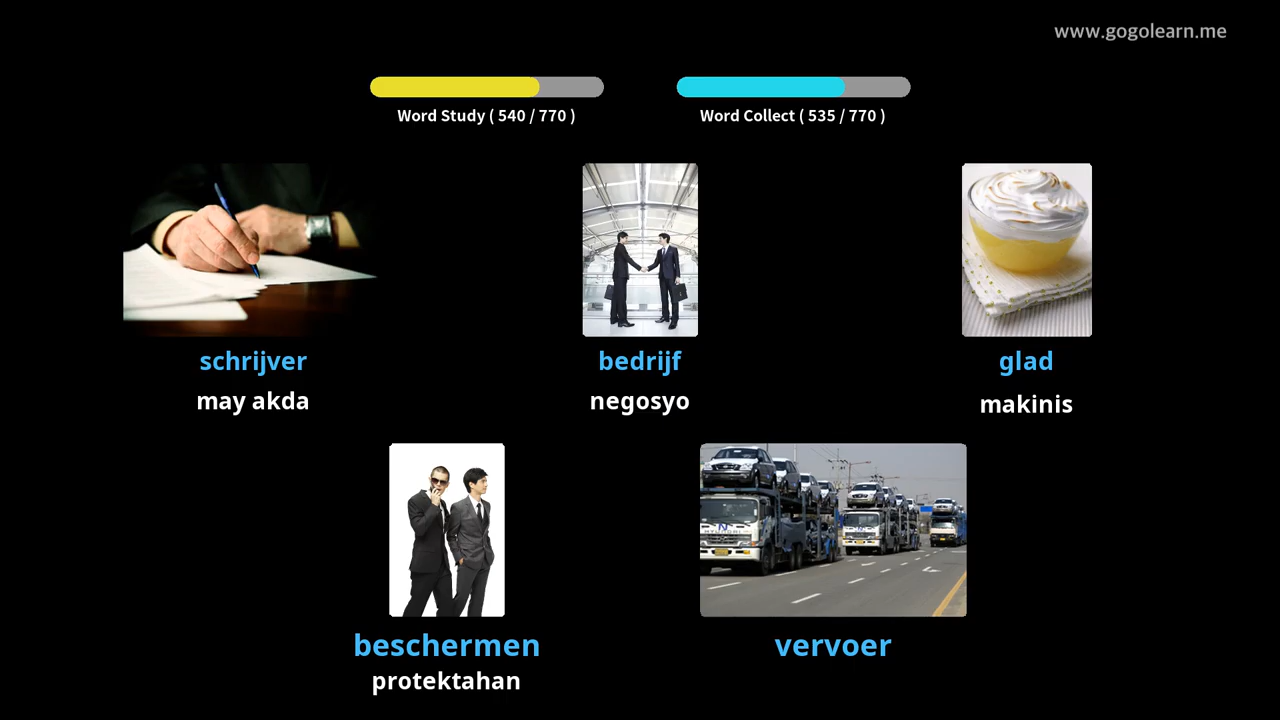 www.gogolearn.me
Word Study ( 540 / 770 )
Word Collect ( 535 / 770 )
schrijver
may akda
bedrijf
negosyo
glad
makinis
beschermen
protektahan
vervoer